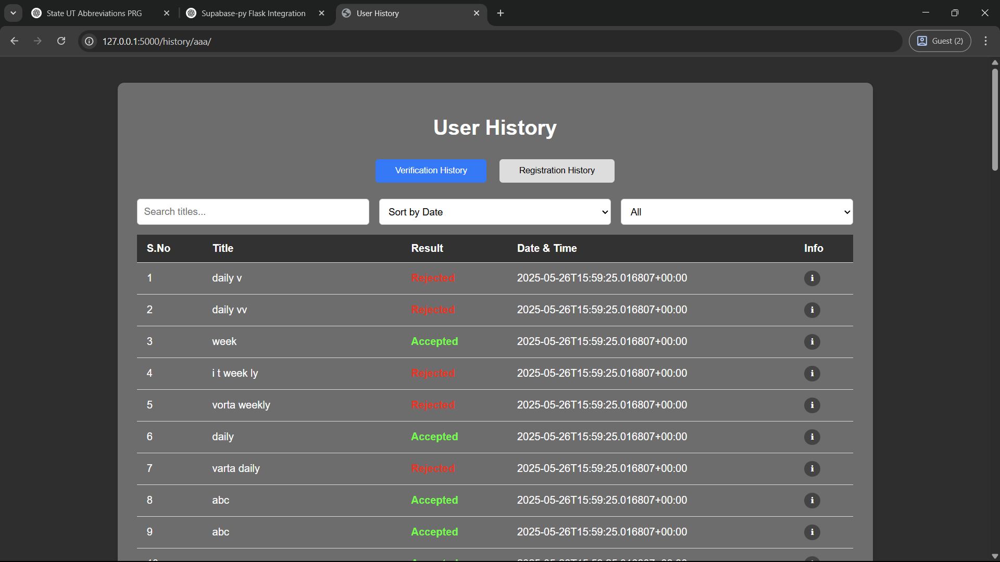 State UT Abbreviations PRG
Supabase-py Flask Integration
User History
127.0.0.1:5000/history/aaa/
Guest (2)
User History
Verification History
Registration History
Search titles...
Sort by Date
All
S.No Title Result Date & Time Info
1 daily v Rejected 2025-05-26T15:59:25.016807+00:00 i
2 daily vv Rejected 2025-05-26T15:59:25.016807+00:00 i
3 week Accepted 2025-05-26T15:59:25.016807+00:00 i
4 i t week ly Rejected 2025-05-26T15:59:25.016807+00:00 i
5 vorta weekly Rejected 2025-05-26T15:59:25.016807+00:00 i
6 daily Accepted 2025-05-26T15:59:25.016807+00:00 i
7 varta daily Rejected 2025-05-26T15:59:25.016807+00:00 i
8 abc Accepted 2025-05-26T15:59:25.016807+00:00 i
9 abc Accepted 2025-05-26T15:59:25.016807+00:00 i